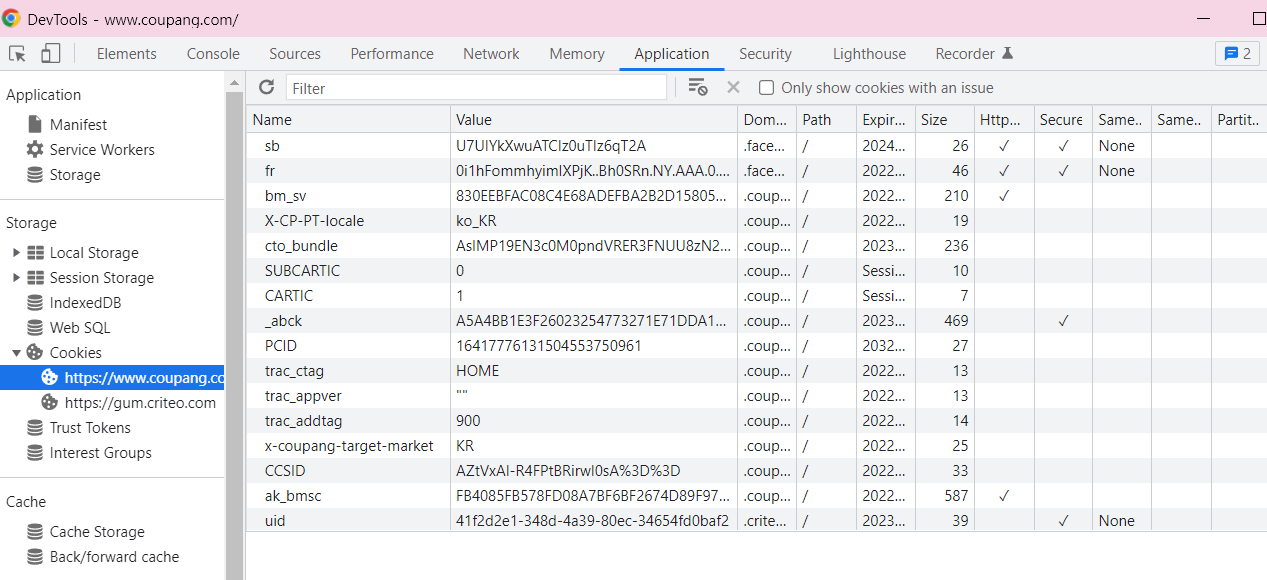 DevTools - www.coupang.com/
Elements Console Sources Performance Network Memory Application Security Lighthouse Recorder 2
Filter Only show cookies with an issue
Application
Manifest
Service Workers
Storage
Storage
Local Storage
Session Storage
IndexedDB
Web SQL
Cookies
https://www.coupang.co
https://gum.criteo.com
Trust Tokens
Interest Groups
Cache
Cache Storage
Back/forward cache
Name Value Dom... Path Expir... Size Http... Secure Same.. Same.. Partit..
sb U7UIYkXwuATClz0uTlz6qT2A .face... / 2024... 26 ✓ ✓ None
fr 0i1hFommhyimlXPjK..Bh0SRn.NY.AAA.0.... .face... / 2022... 46 ✓ ✓ None
bm_sv 830EEBFAC08C4E68ADEFBA2B2D15805... .coup... / 2022... 210 ✓
X-CP-PT-locale ko_KR .coup... / 2022... 19
cto_bundle AsIMP19EN3c0M0pndVRER3FNUU8zN2... .coup... / 2023... 236
SUBCARTIC 0 .coup... / Sessi... 10
CARTIC 1 .coup... / Sessi... 7
_abck A5A4BB1E3F26023254773271E71DDA1... .coup... / 2023... 469 ✓
PCID 16417776131504553750961 .coup... / 2032... 27
trac_ctag HOME .coup... / 2022... 13
trac_appver "" .coup... / 2022... 13
trac_addtag 900 .coup... / 2022... 14
x-coupang-target-market KR .coup... / 2022... 25
CCSID AZtVxAI-R4FPtBRirwl0sA%3D%3D .coup... / 2022... 33
ak_bmsc FB4085FB578FD08A7BF6BF2674D89F97... .coup... / 2022... 587 ✓
uid 41f2d2e1-348d-4a39-80ec-34654fd0baf2 .crite... / 2023... 39 ✓ None